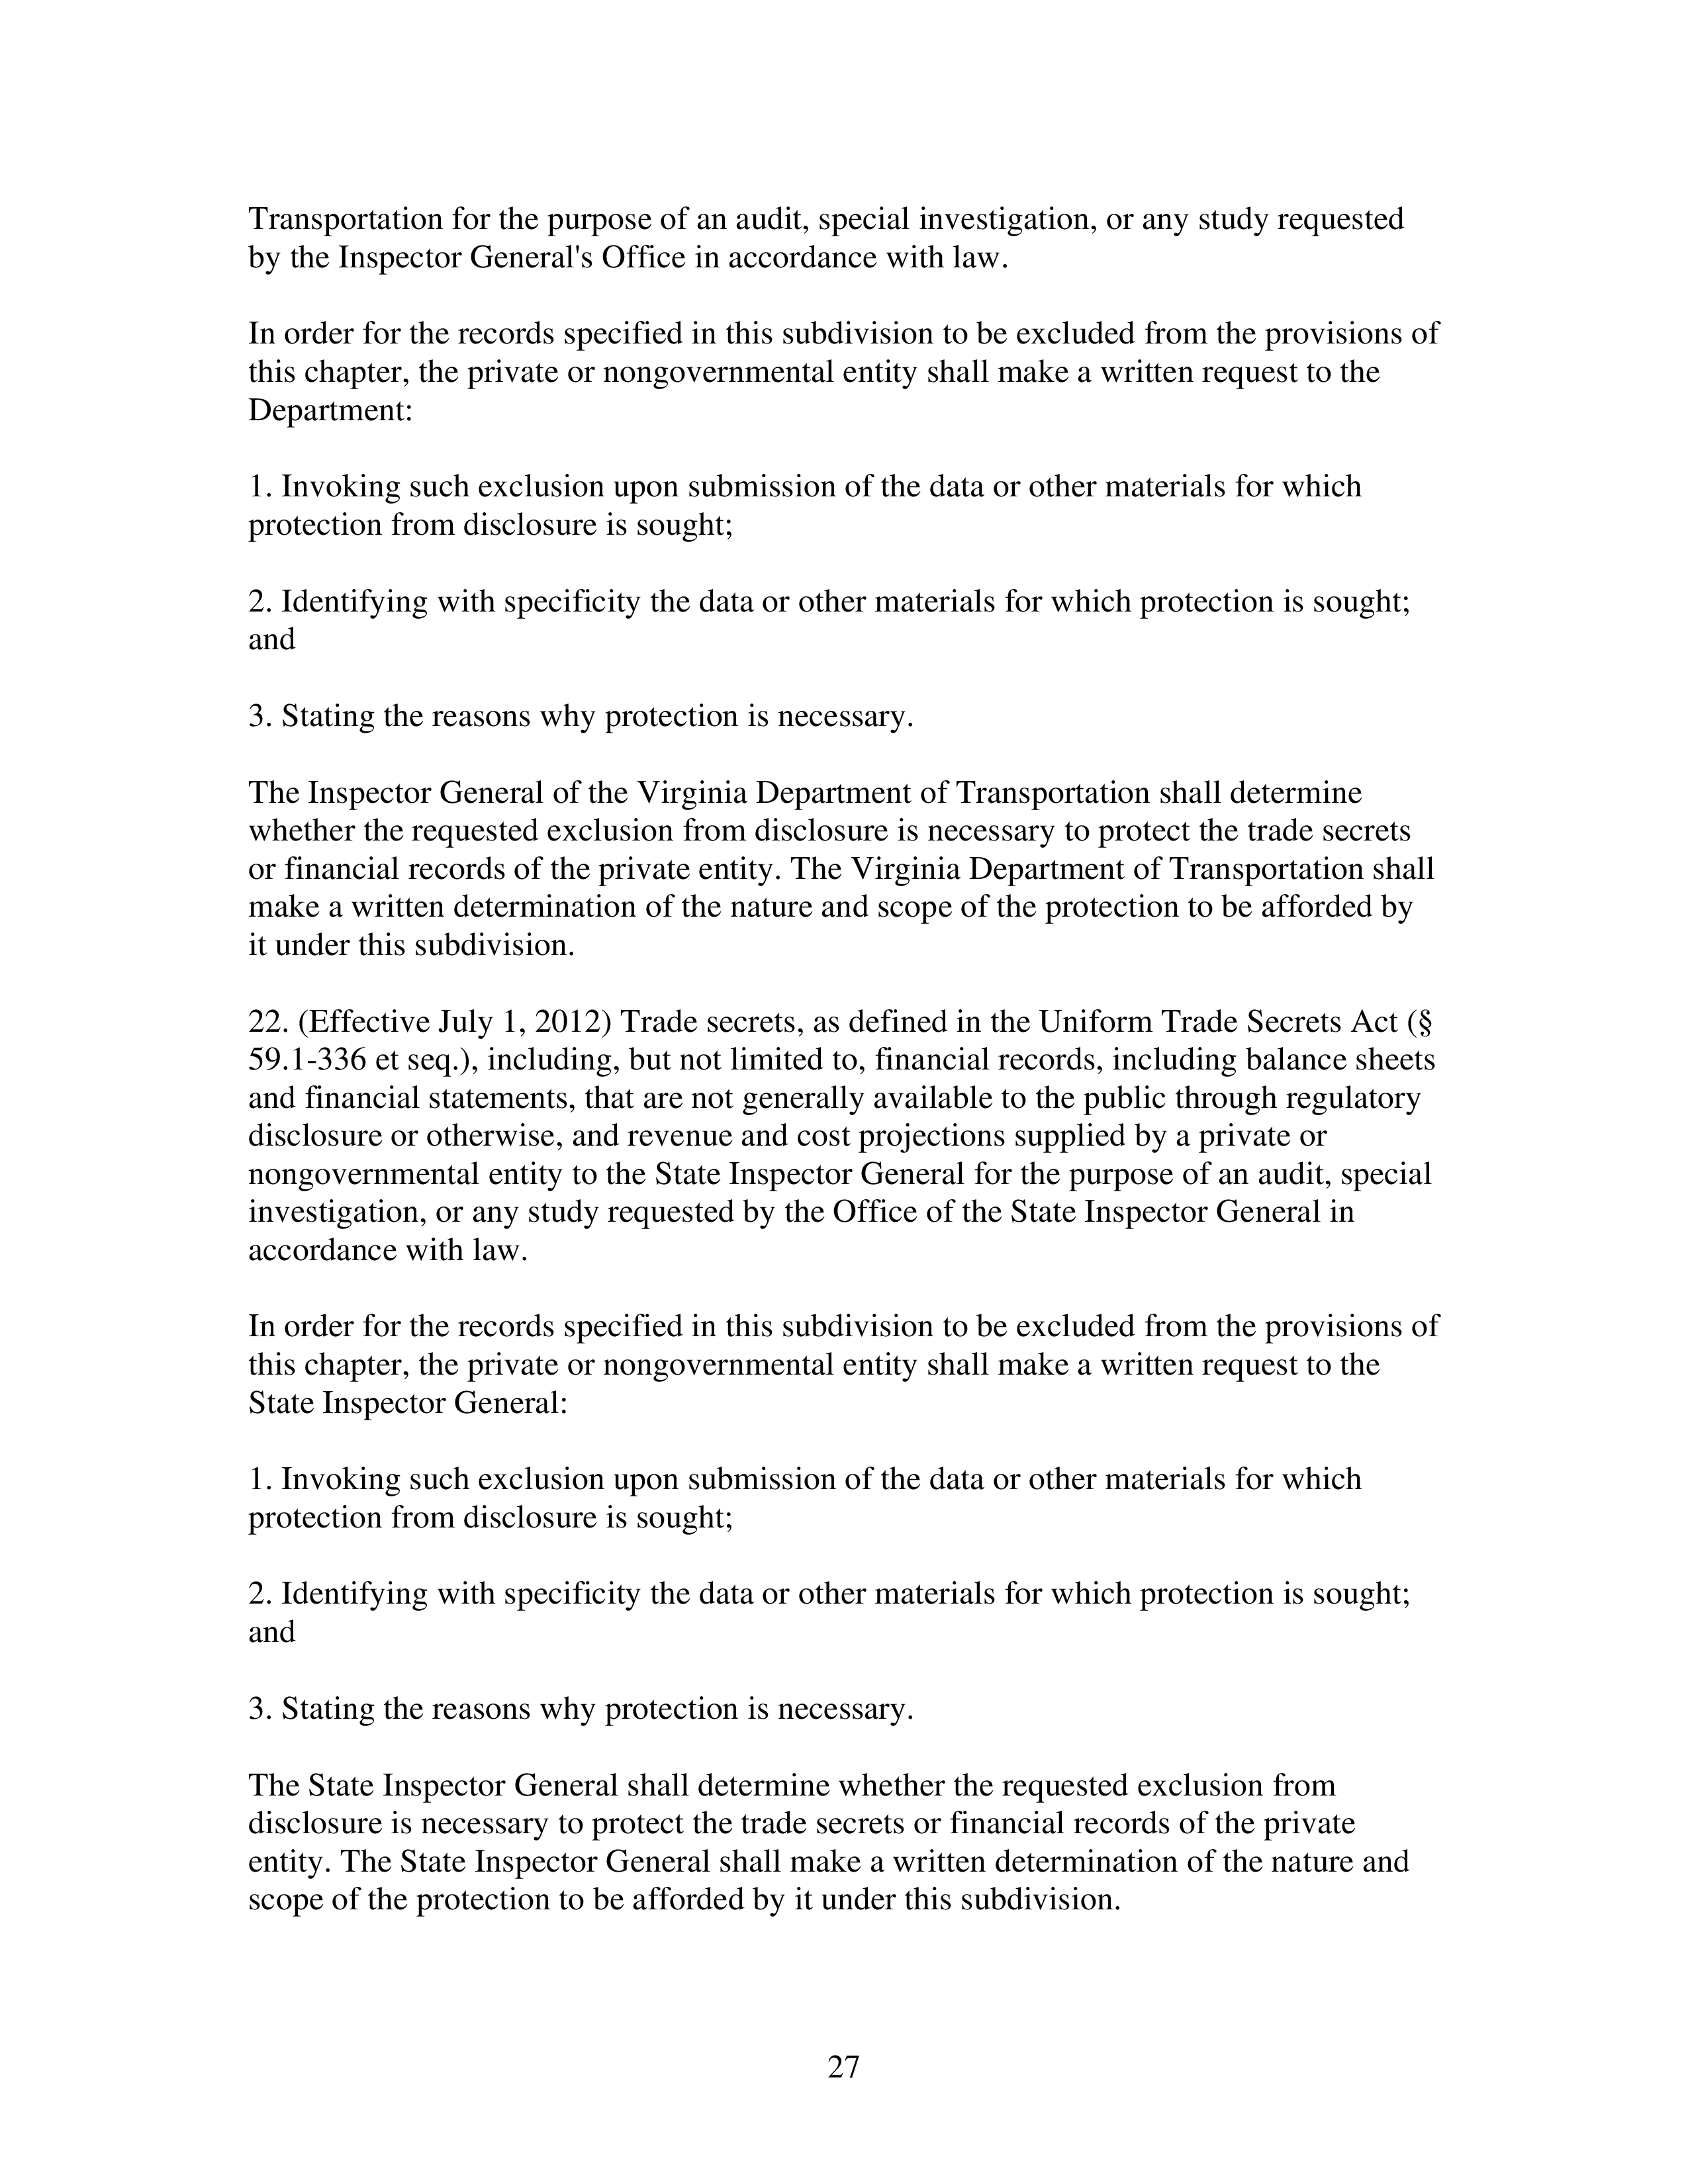 Transportation for the purpose of an audit, special investigation, or any study requested
by the Inspector General's Office in accordance with law.
In order for the records specified in this subdivision to be excluded from the provisions of
this chapter, the private or nongovernmental entity shall make a written request to the
Department:
1. Invoking such exclusion upon submission of the data or other materials for which
protection from disclosure is sought;
2. Identifying with specificity the data or other materials for which protection is sought;
and
3. Stating the reasons why protection is necessary.
The Inspector General of the Virginia Department of Transportation shall determine
whether the requested exclusion from disclosure is necessary to protect the trade secrets
or financial records of the private entity. The Virginia Department of Transportation shall
make a written determination of the nature and scope of the protection to be afforded by
it under this subdivision.
22. (Effective July 1, 2012) Trade secrets, as defined in the Uniform Trade Secrets Act (§
59.1-336 et seq.), including, but not limited to, financial records, including balance sheets
and financial statements, that are not generally available to the public through regulatory
disclosure or otherwise, and revenue and cost projections supplied by a private or
nongovernmental entity to the State Inspector General for the purpose of an audit, special
investigation, or any study requested by the Office of the State Inspector General in
accordance with law.
In order for the records specified in this subdivision to be excluded from the provisions of
this chapter, the private or nongovernmental entity shall make a written request to the
State Inspector General:
1. Invoking such exclusion upon submission of the data or other materials for which
protection from disclosure is sought;
2. Identifying with specificity the data or other materials for which protection is sought;
and
3. Stating the reasons why protection is necessary.
The State Inspector General shall determine whether the requested exclusion from
disclosure is necessary to protect the trade secrets or financial records of the private
entity. The State Inspector General shall make a written determination of the nature and
scope of the protection to be afforded by it under this subdivision.
27